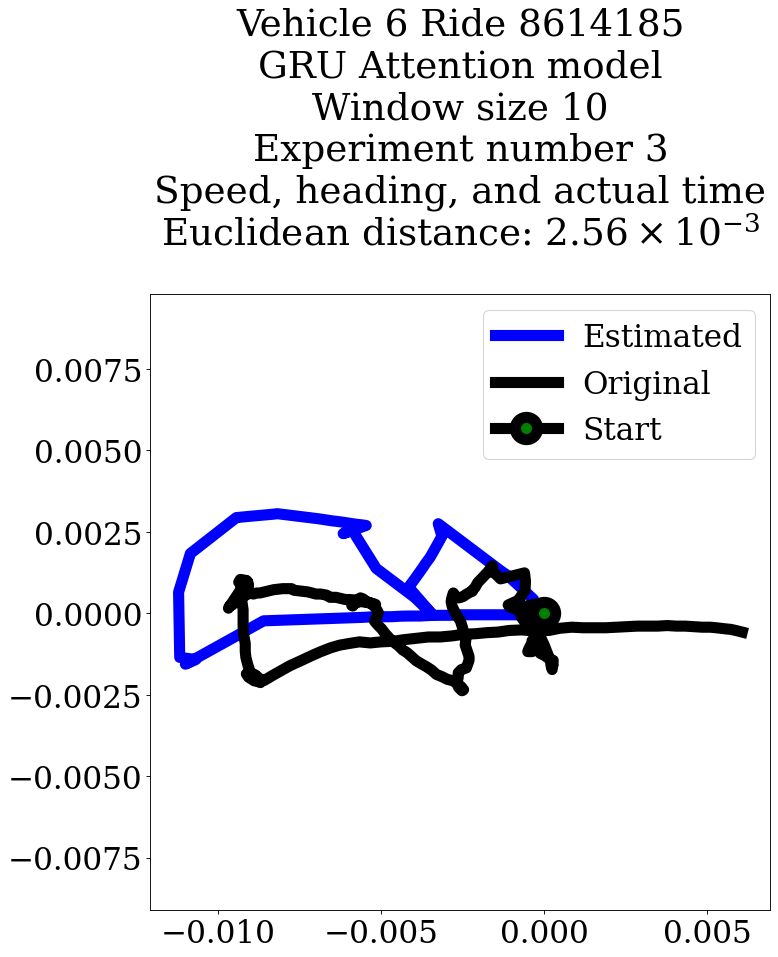 Vehicle 6 Ride 8614185
GRU Attention model
Window size 10
Experiment number 3
Speed, heading, and actual time
Euclidean distance: 2.56 × 10⁻³
Estimated
Original
Start
0.0075
0.0050
0.0025
0.0000
−0.0025
−0.0050
−0.0075
−0.010
−0.005
0.000
0.005